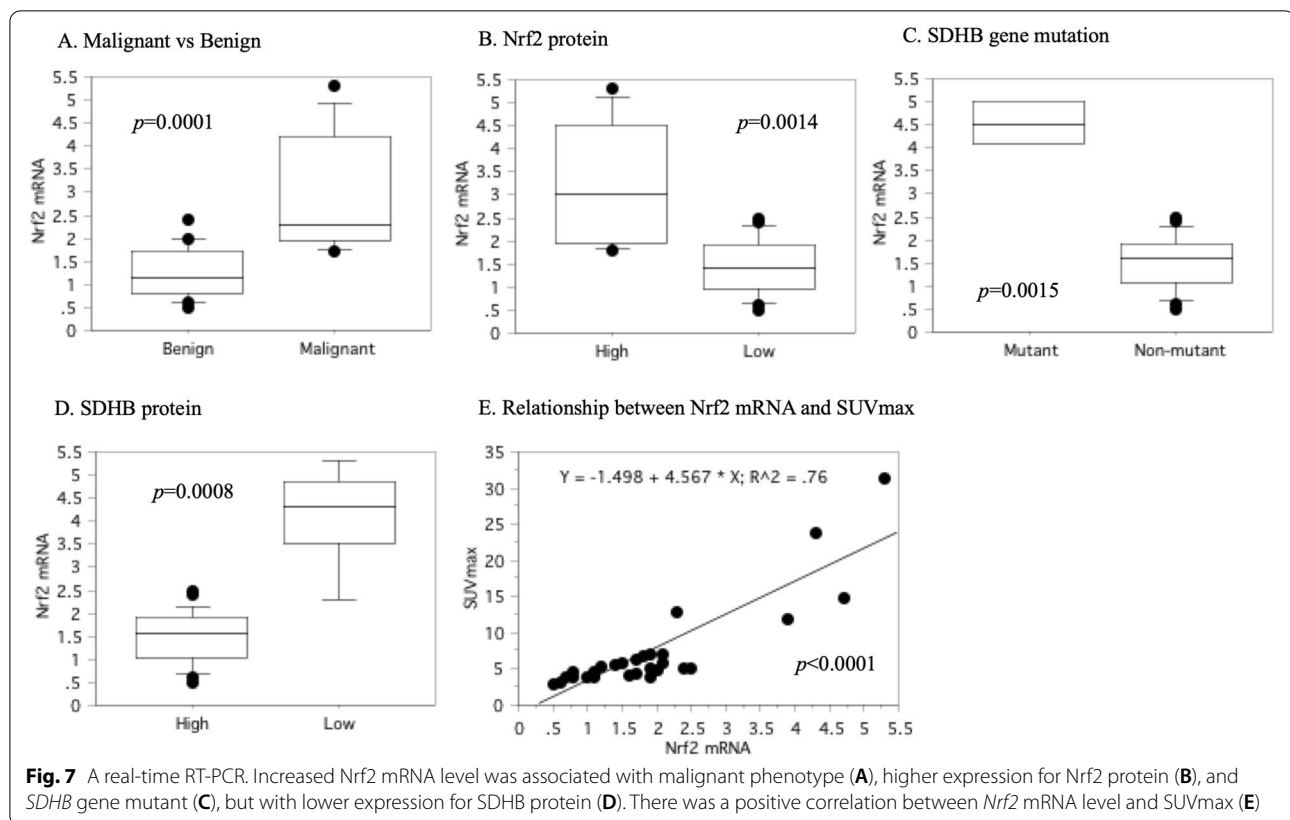 A. Malignant vs Benign
B. Nrf2 protein
C. SDHB gene mutation
5.5
5
4.5
4
3.5
3
2.5
2
1.5
1
.5
0
Nrf2 mRNA
p=0.0001
Benign
Malignant
5.5
5
4.5
4
3.5
3
2.5
2
1.5
1
.5
0
Nrf2 mRNA
p=0.0014
High
Low
5.5
5
4.5
4
3.5
3
2.5
2
1.5
1
.5
0
Nrf2 mRNA
p=0.0015
Mutant
Non-mutant
D. SDHB protein
E. Relationship between Nrf2 mRNA and SUVmax
5.5
5
4.5
4
3.5
3
2.5
2
1.5
1
.5
0
Nrf2 mRNA
p=0.0008
High
Low
35
30
25
20
15
10
5
0
SUVmax
Y = -1.498 + 4.567 * X; R^2 = .76
p<0.0001
0 .5 1 1.5 2 2.5 3 3.5 4 4.5 5 5.5
Nrf2 mRNA
Fig. 7 A real-time RT-PCR. Increased Nrf2 mRNA level was associated with malignant phenotype (A), higher expression for Nrf2 protein (B), and
SDHB gene mutant (C), but with lower expression for SDHB protein (D). There was a positive correlation between Nrf2 mRNA level and SUVmax (E)